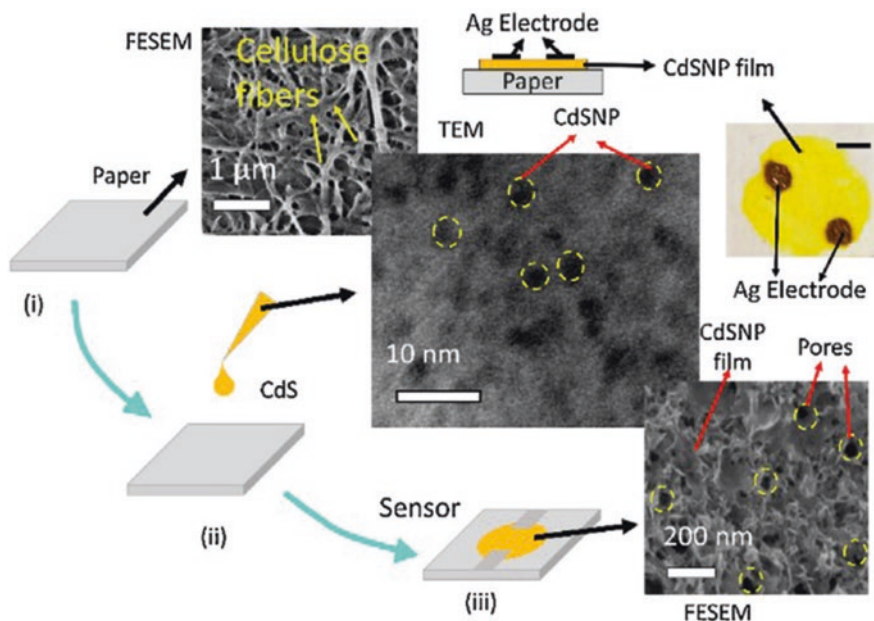 FESEM
Cellulose
fibers
1 μm
Ag Electrode
Paper
CdSNP film
TEM
CdSNP
Paper
(i)
Ag Electrode
10 nm
CdS
CdSNP
film
Pores
(ii)
Sensor
200 nm
(iii)
FESEM